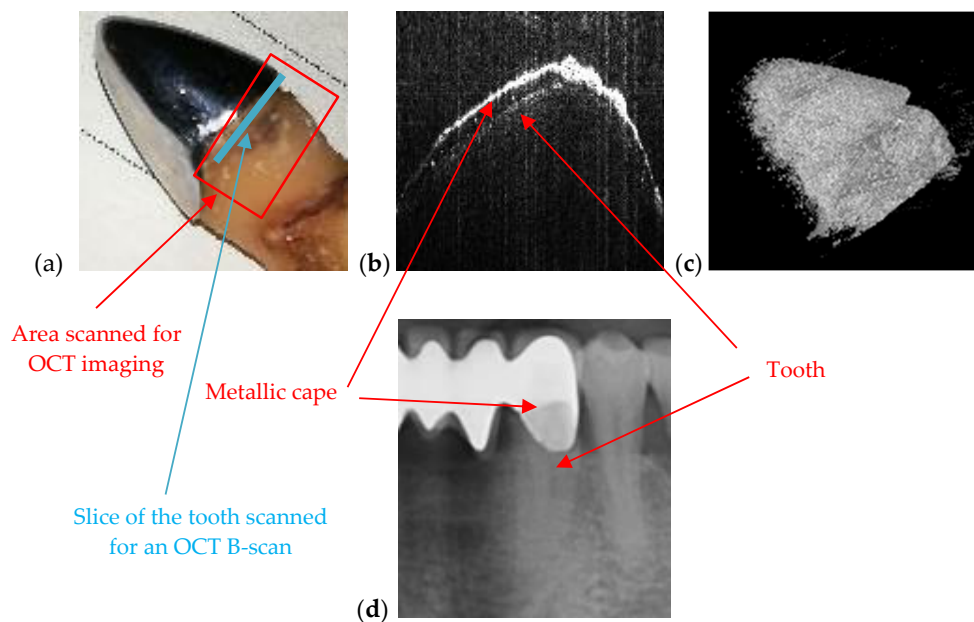 (a)
(b)
(c)
Area scanned for
OCT imaging
Metallic cape
Tooth
Slice of the tooth scanned
for an OCT B-scan
(d)